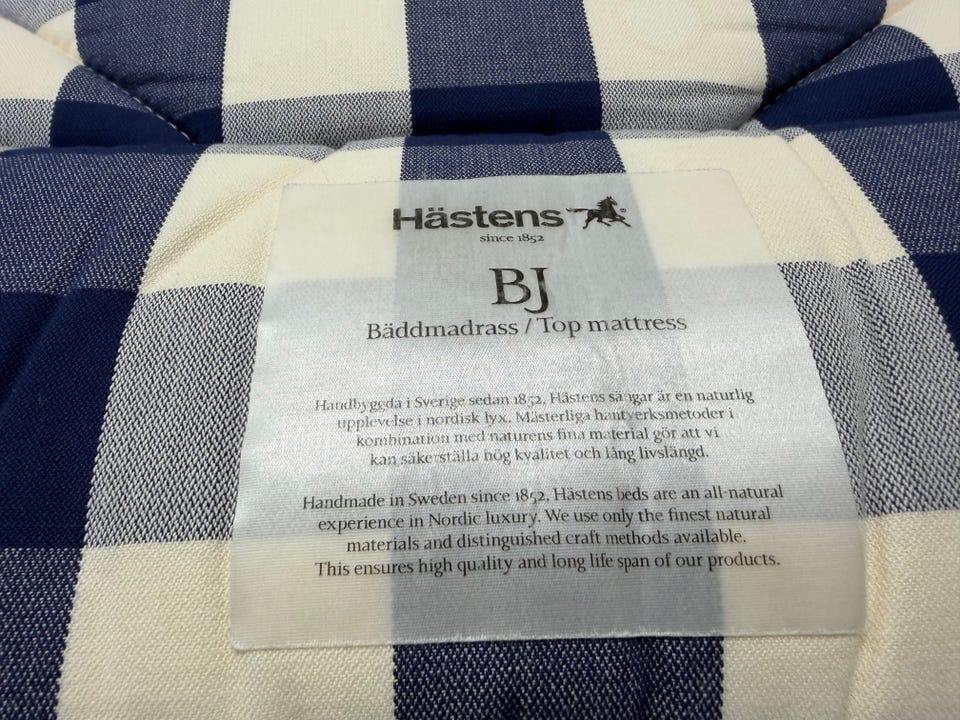 Hästens
since 1852
BJ
Bäddmadrass / Top mattress
Handbyggda i Sverige sedan 1852, Hästens sängar är en naturlig
upplevelse i nordisk lyx. Mästerliga hantverksmetoder i
kombination med naturens fina material gör att vi
kan säkerställa hög kvalitet och lång livslängd.
Handmade in Sweden since 1852, Hästens beds are an all-natural
experience in Nordic luxury. We use only the finest natural
materials and distinguished craft methods available.
This ensures high quality and long life span of our products.